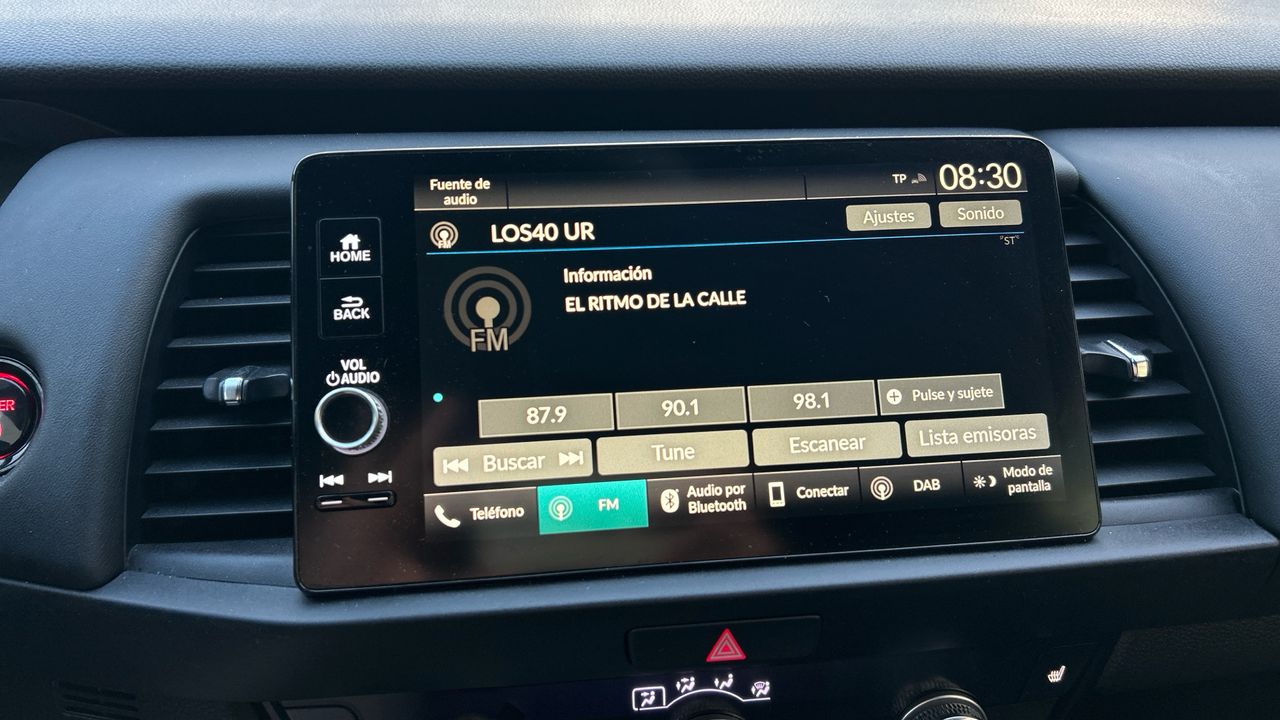 Fuente de
audio
TP
08:30
LOS40 UR
Ajustes
Sonido
"ST"
HOME
BACK
VOL
AUDIO
Información
EL RITMO DE LA CALLE
FM
87.9
90.1
98.1
Pulse y sujete
Buscar
Tune
Escanear
Lista emisoras
Teléfono
FM
Audio por
Bluetooth
Conectar
DAB
Modo de
pantalla